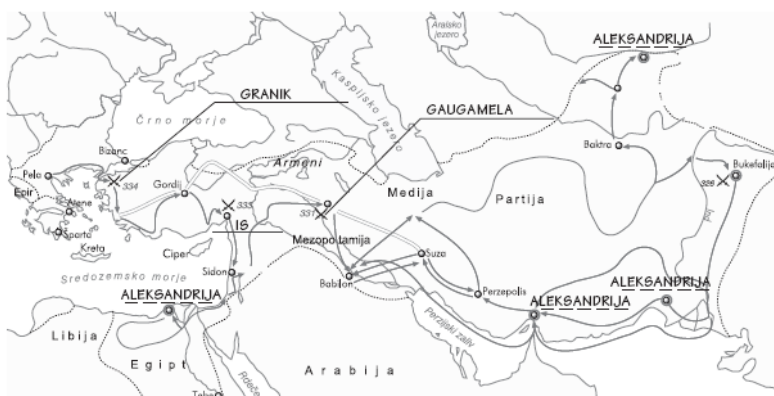 Aralsko
jezero
ALEKSANDRIJA
GRANIK
Kaspijsko jezero
GAUGAMELA
Črno morje
Bizanc
Baktra
Pela
334
Armeni
Medija
Bukefalija
Epir
Gordij
326
Atene
333
Partija
Ind
Šparta
331
IS
Mezopotamija
Kreta
Ciper
Suze
Sredozemsko morje
Sidon
Babilon
Perzepolis
ALEKSANDRIJA
ALEKSANDRIJA
ALEKSANDRIJA
Perzijski zaliv
Libija
Egipt
Arabija
Rdeče